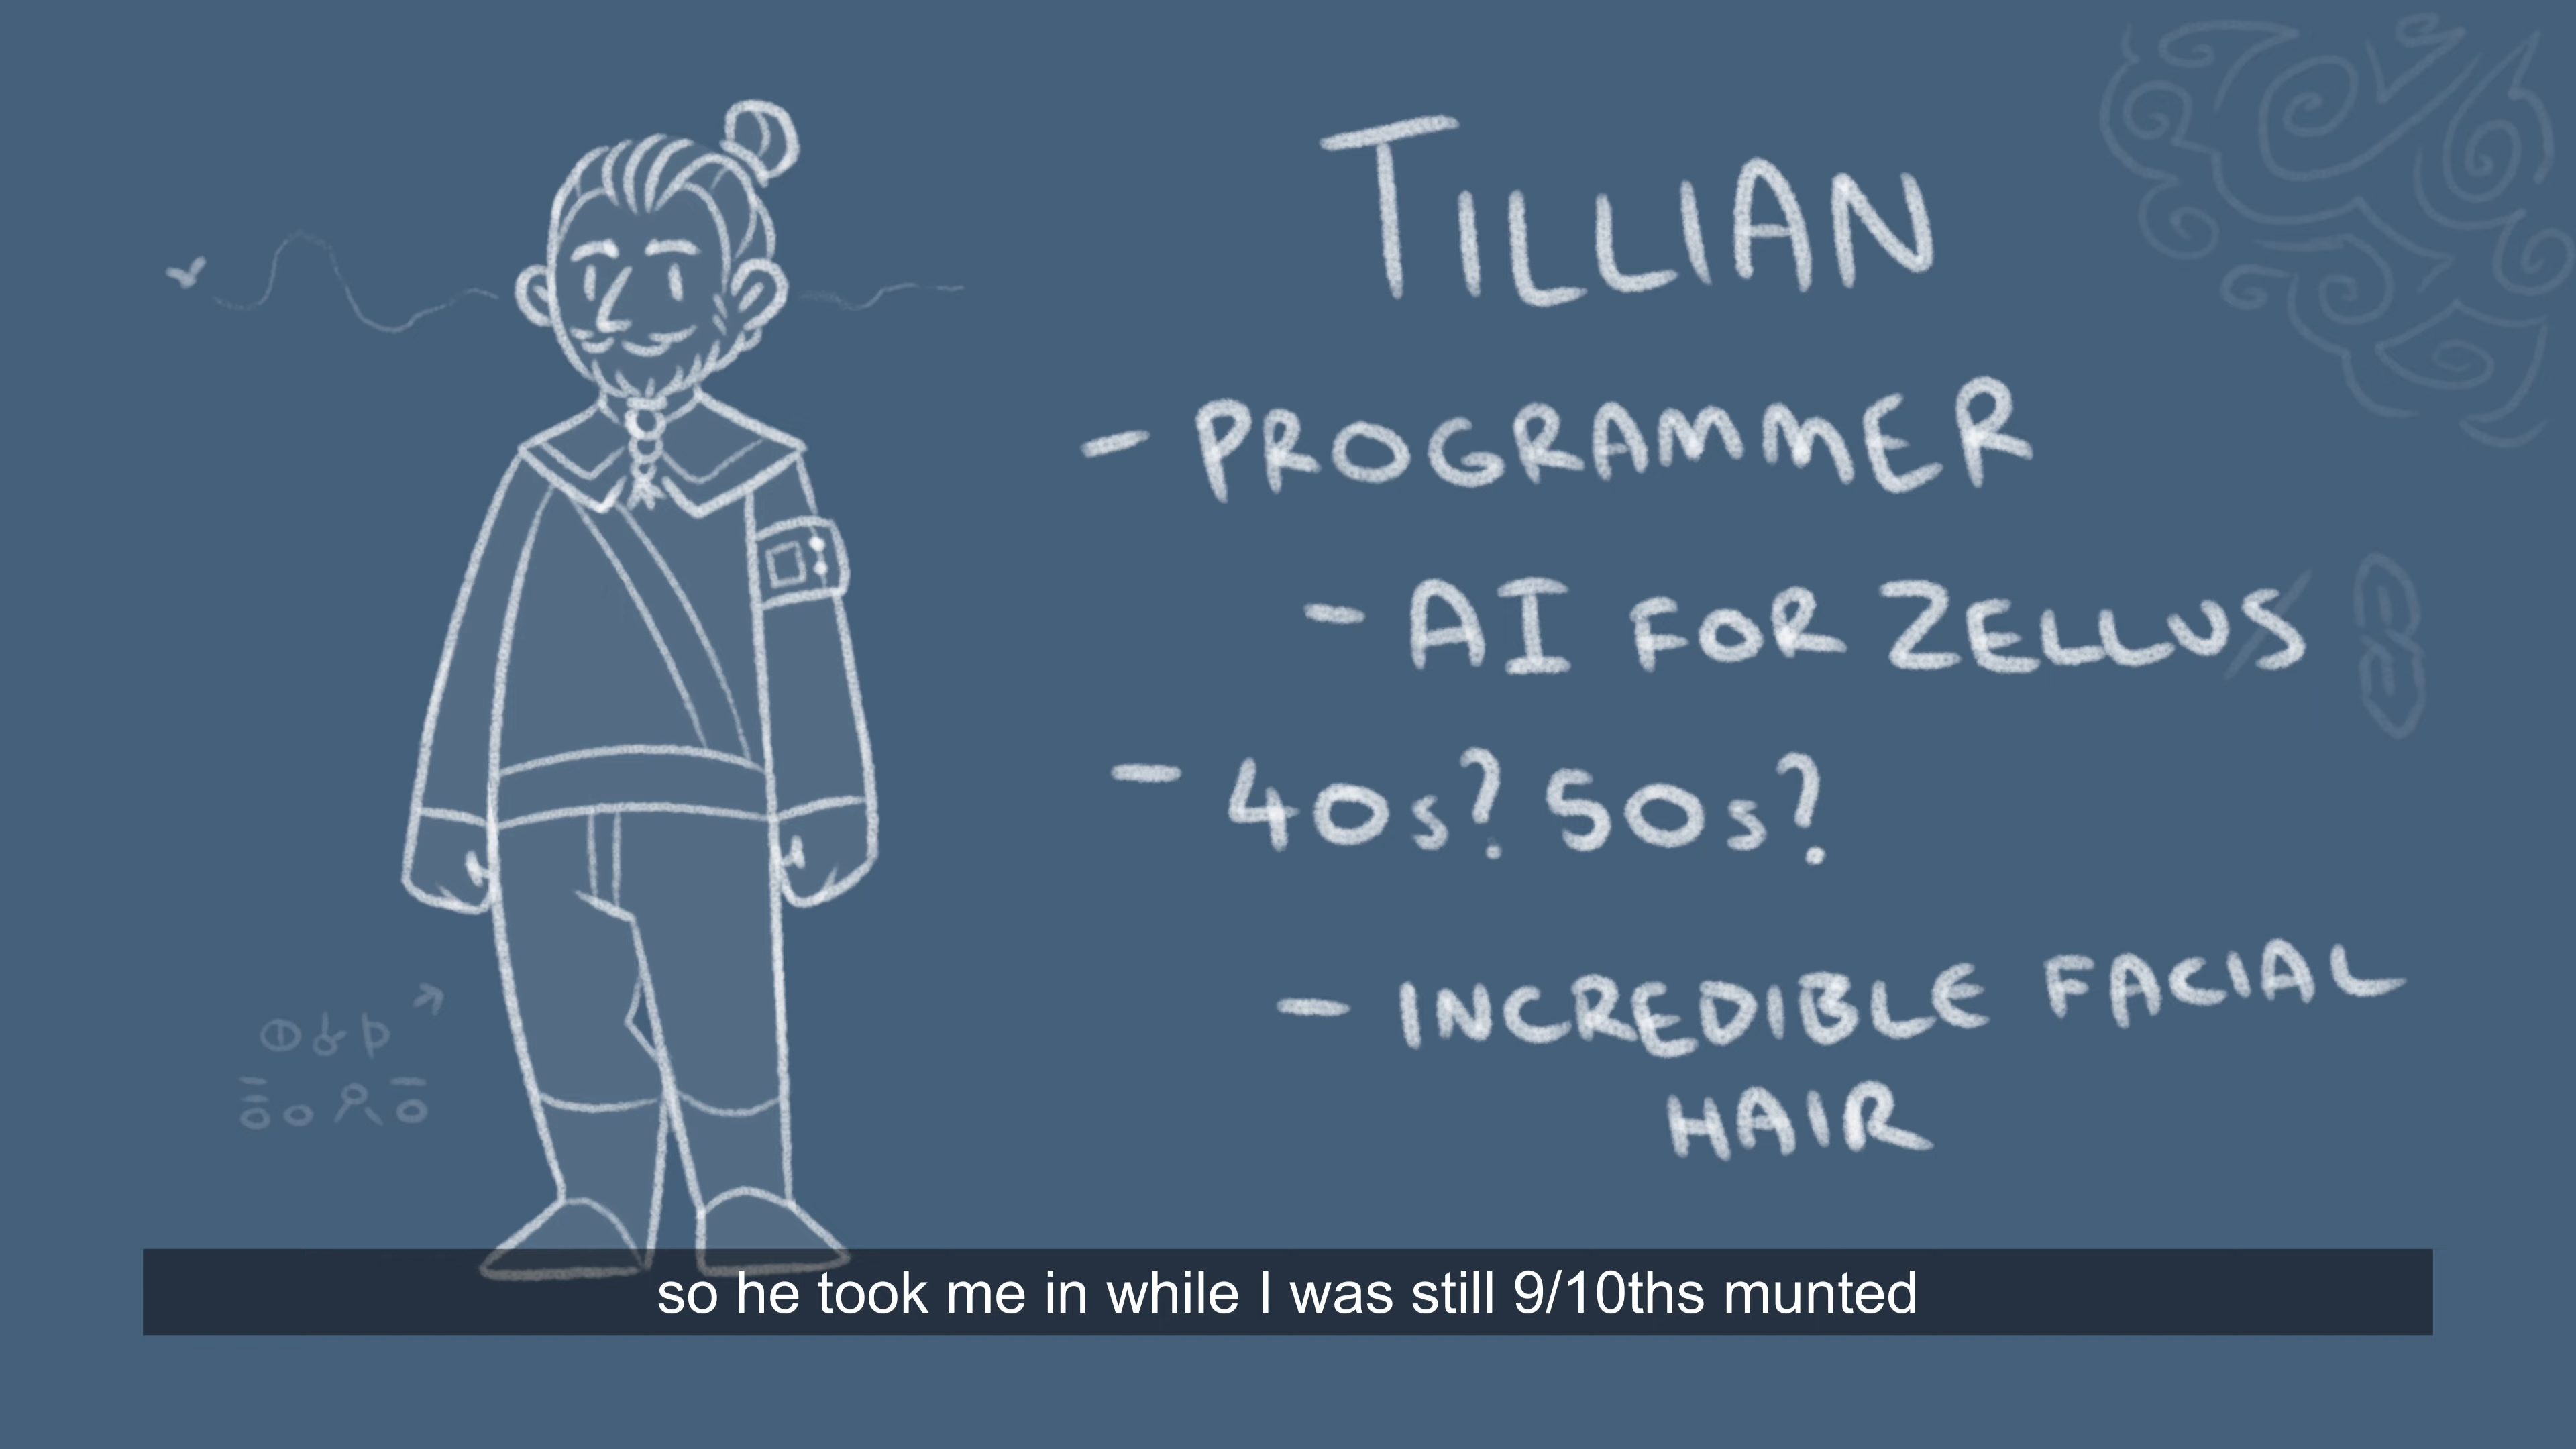 TILLIAN
- PROGRAMMER
- AI FOR ZELLUS
- 40s? 50s?
- INCREDIBLE FACIAL
HAIR
so he took me in while I was still 9/10ths munted